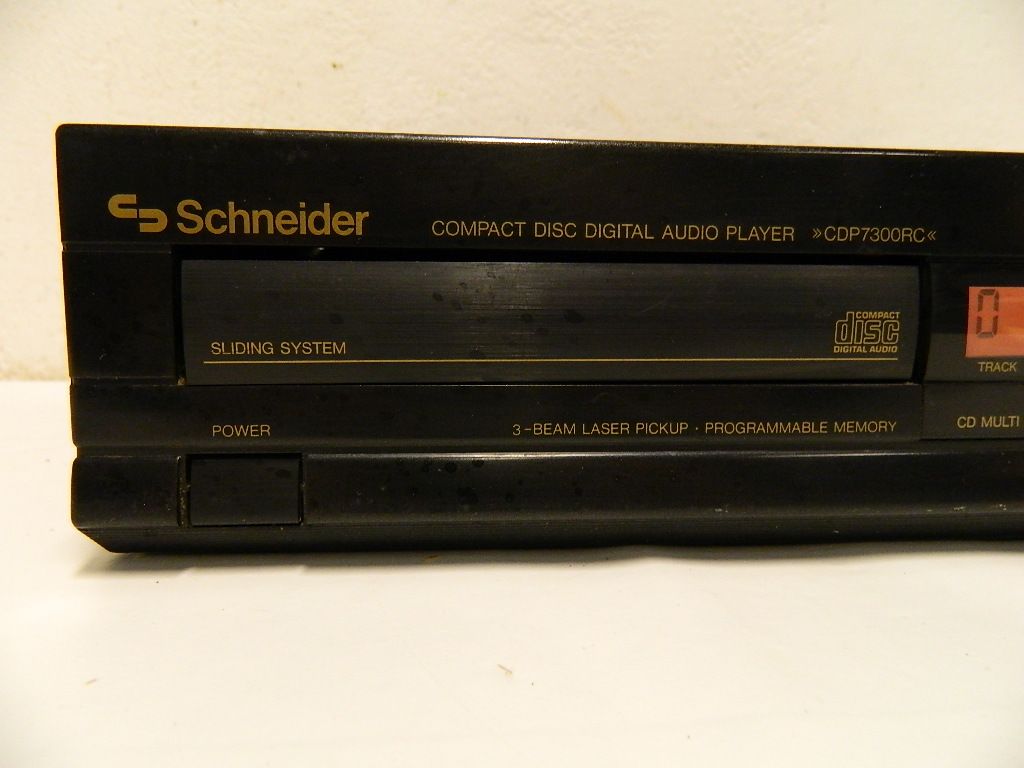 Schneider
COMPACT DISC DIGITAL AUDIO PLAYER »CDP7300RC«
SLIDING SYSTEM
COMPACT
disc
DIGITAL AUDIO
0
TRACK
POWER
3-BEAM LASER PICKUP · PROGRAMMABLE MEMORY
CD MULTI